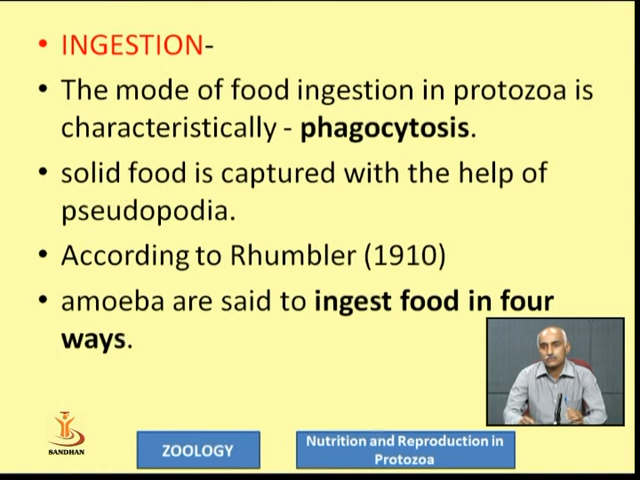 • INGESTION-
• The mode of food ingestion in protozoa is
characteristically - phagocytosis.
• solid food is captured with the help of
pseudopodia.
• According to Rhumbler (1910)
• amoeba are said to ingest food in four
ways.
SANDHAN
ZOOLOGY
Nutrition and Reproduction in
Protozoa